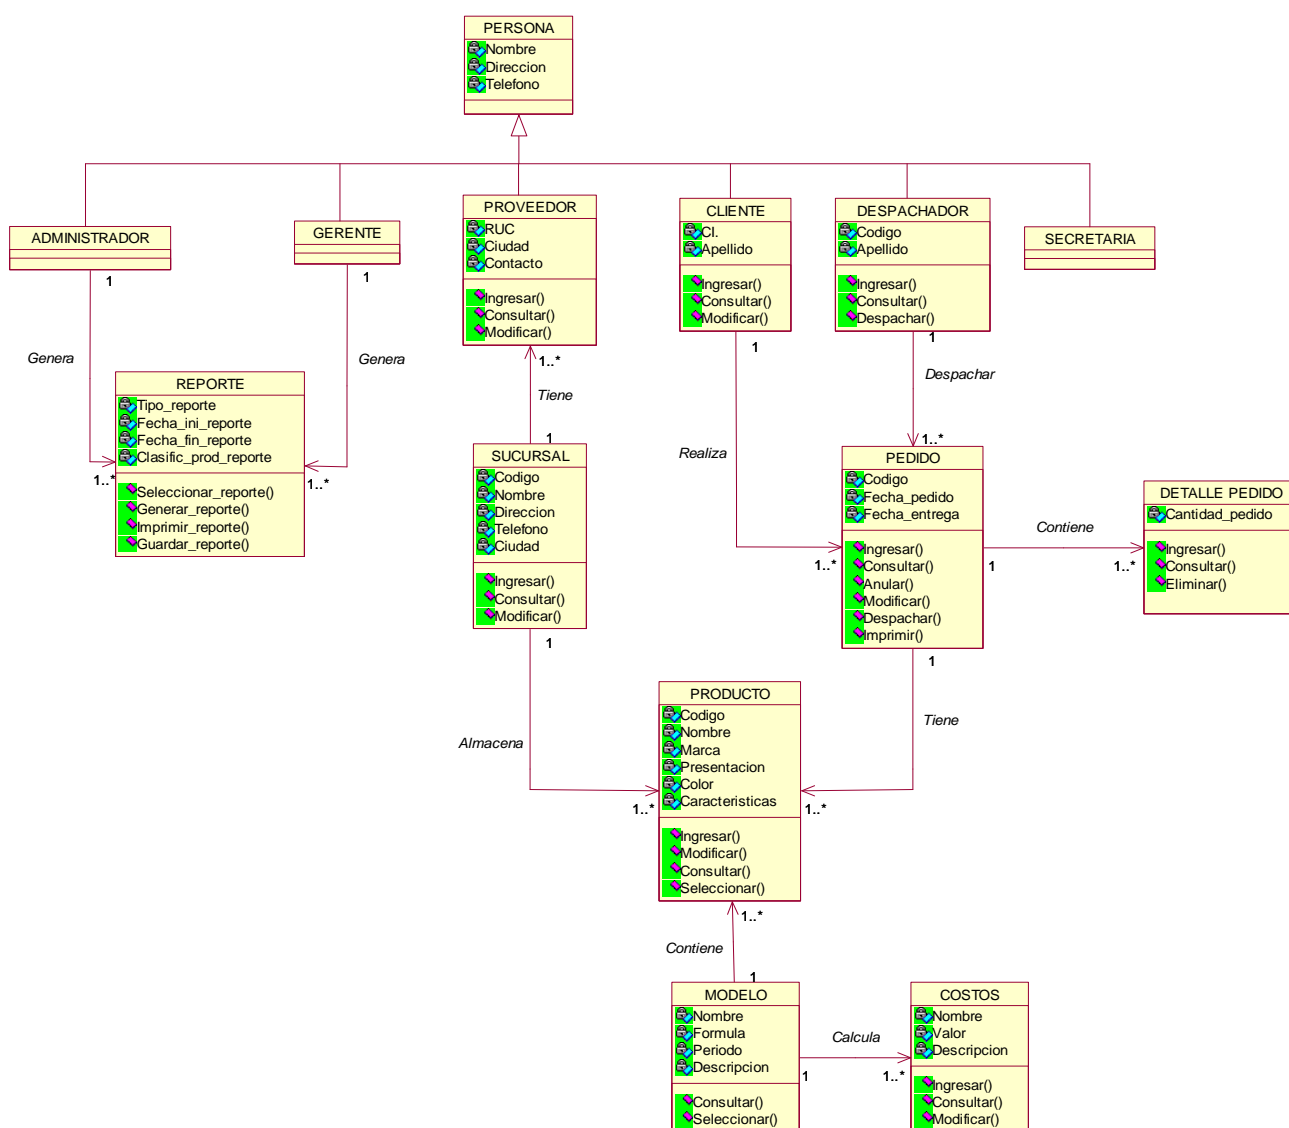 PERSONA
Nombre
Direccion
Telefono
ADMINISTRADOR
1
GERENTE
1
PROVEEDOR
RUC
Ciudad
Contacto
Ingresar()
Consultar()
Modificar()
CLIENTE
CI.
Apellido
Ingresar()
Consultar()
Modificar()
1
DESPACHADOR
Codigo
Apellido
Ingresar()
Consultar()
Despachar()
1
SECRETARIA
Genera
Genera
1..*
Tiene
1
Despachar
1..*
REPORTE
Tipo_reporte
Fecha_ini_reporte
Fecha_fin_reporte
Clasific_prod_reporte
Seleccionar_reporte()
Generar_reporte()
Imprimir_reporte()
Guardar_reporte()
1..*
1..*
SUCURSAL
Codigo
Nombre
Direccion
Telefono
Ciudad
Ingresar()
Consultar()
Modificar()
1
Realiza
1..*
PEDIDO
Codigo
Fecha_pedido
Fecha_entrega
Ingresar()
Consultar()
Anular()
Modificar()
Despachar()
Imprimir()
1
Contiene
1
1..*
DETALLE PEDIDO
Cantidad_pedido
Ingresar()
Consultar()
Eliminar()
Almacena
1..*
Tiene
1..*
PRODUCTO
Codigo
Nombre
Marca
Presentacion
Color
Caracteristicas
Ingresar()
Modificar()
Consultar()
Seleccionar()
1..*
Contiene
1
MODELO
Nombre
Formula
Periodo
Descripcion
Consultar()
Seleccionar()
Calcula
1
1..*
COSTOS
Nombre
Valor
Descripcion
Ingresar()
Consultar()
Modificar()